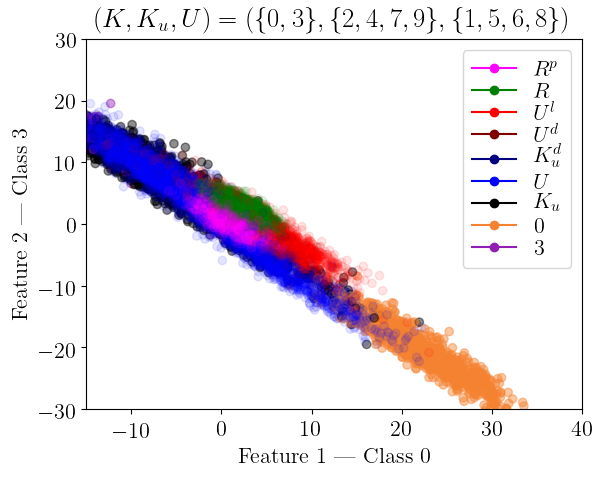 (K, K_u, U) = ({0, 3}, {2, 4, 7, 9}, {1, 5, 6, 8})
30
20
10
0
−10
−20
−30
Feature 2 — Class 3
R^p
R
U^l
U^d
K_u^d
U
K_u
0
3
−10
0
10
20
30
40
Feature 1 — Class 0